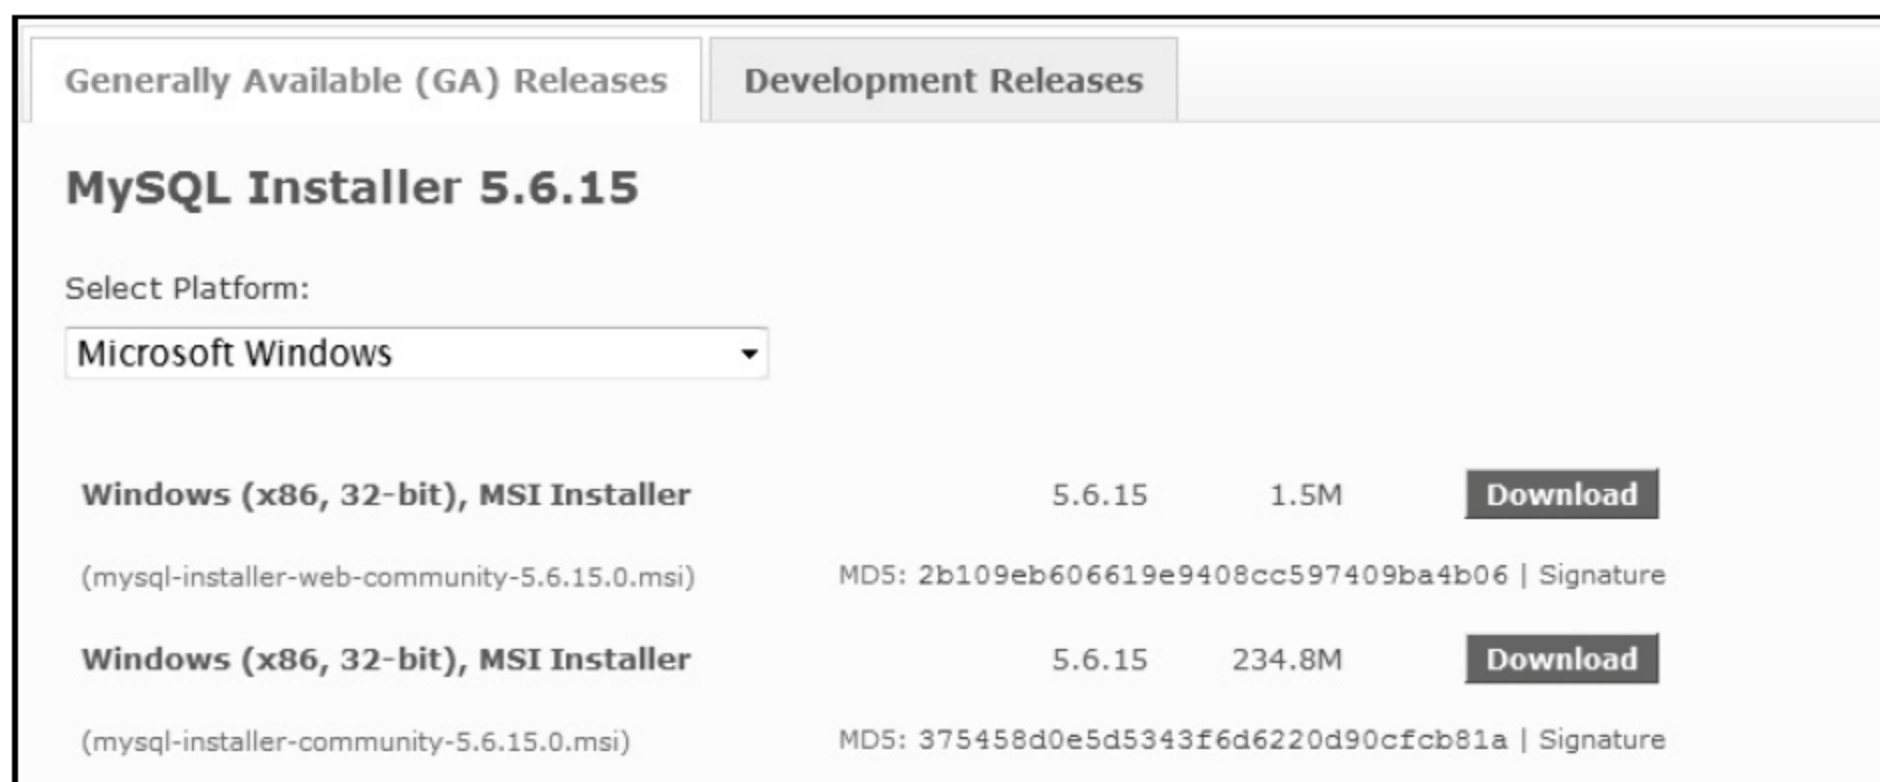 Generally Available (GA) Releases Development Releases
MySQL Installer 5.6.15
Select Platform:
Microsoft Windows
Windows (x86, 32-bit), MSI Installer 5.6.15 1.5M Download
(mysql-installer-web-community-5.6.15.0.msi) MD5: 2b109eb606619e9408cc597409ba4b06 | Signature
Windows (x86, 32-bit), MSI Installer 5.6.15 234.8M Download
(mysql-installer-community-5.6.15.0.msi) MD5: 375458d0e5d5343f6d6220d90cfcb81a | Signature